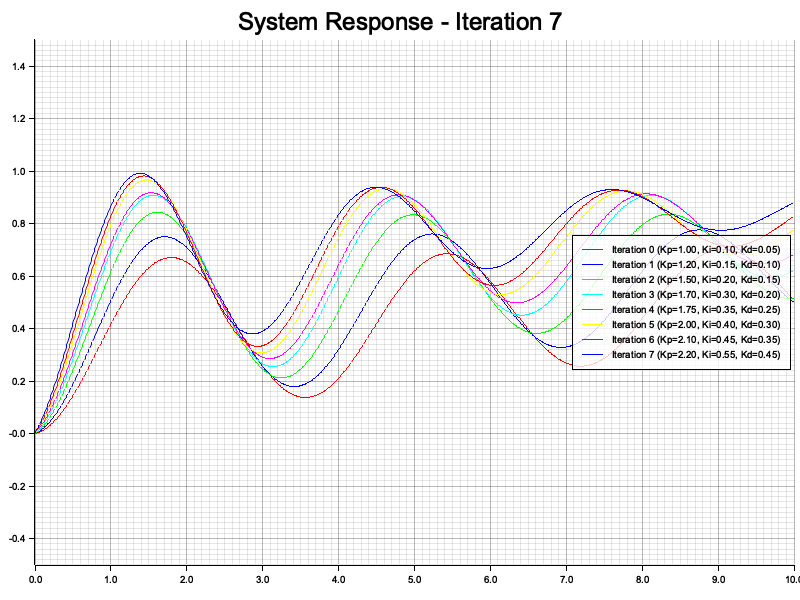 System Response - Iteration 7
1.4
1.2
1.0
0.8
0.6
0.4
0.2
-0.0
-0.2
-0.4
Iteration 0 (Kp=1.00, Ki=0.10, Kd=0.05)
Iteration 1 (Kp=1.20, Ki=0.15, Kd=0.10)
Iteration 2 (Kp=1.50, Ki=0.20, Kd=0.15)
Iteration 3 (Kp=1.70, Ki=0.30, Kd=0.20)
Iteration 4 (Kp=1.75, Ki=0.35, Kd=0.25)
Iteration 5 (Kp=2.00, Ki=0.40, Kd=0.30)
Iteration 6 (Kp=2.10, Ki=0.45, Kd=0.35)
Iteration 7 (Kp=2.20, Ki=0.55, Kd=0.45)
0.0 1.0 2.0 3.0 4.0 5.0 6.0 7.0 8.0 9.0 10.0